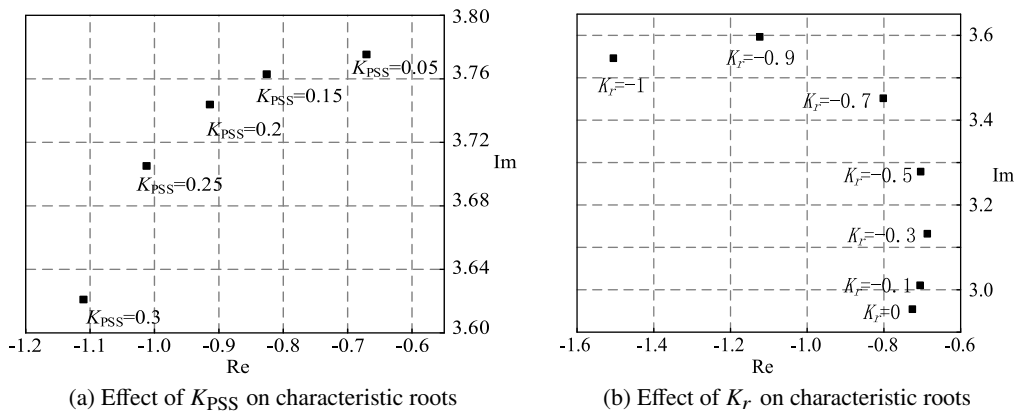 3.80
K_PSS=0.05
3.76
K_PSS=0.15
K_PSS=0.2
3.72
Im
K_PSS=0.25
3.68
3.64
K_PSS=0.3
3.60
-1.2 -1.1 -1.0 -0.9 -0.8 -0.7 -0.6
Re
(a) Effect of K_PSS on characteristic roots
3.6
K_r=-0.9
K_r=-1
K_r=-0.7
3.4
K_r=-0.5
Im
3.2
K_r=-0.3
K_r=-0.1
3.0
K_r=0
-1.6 -1.4 -1.2 -1.0 -0.8 -0.6
Re
(b) Effect of K_r on characteristic roots